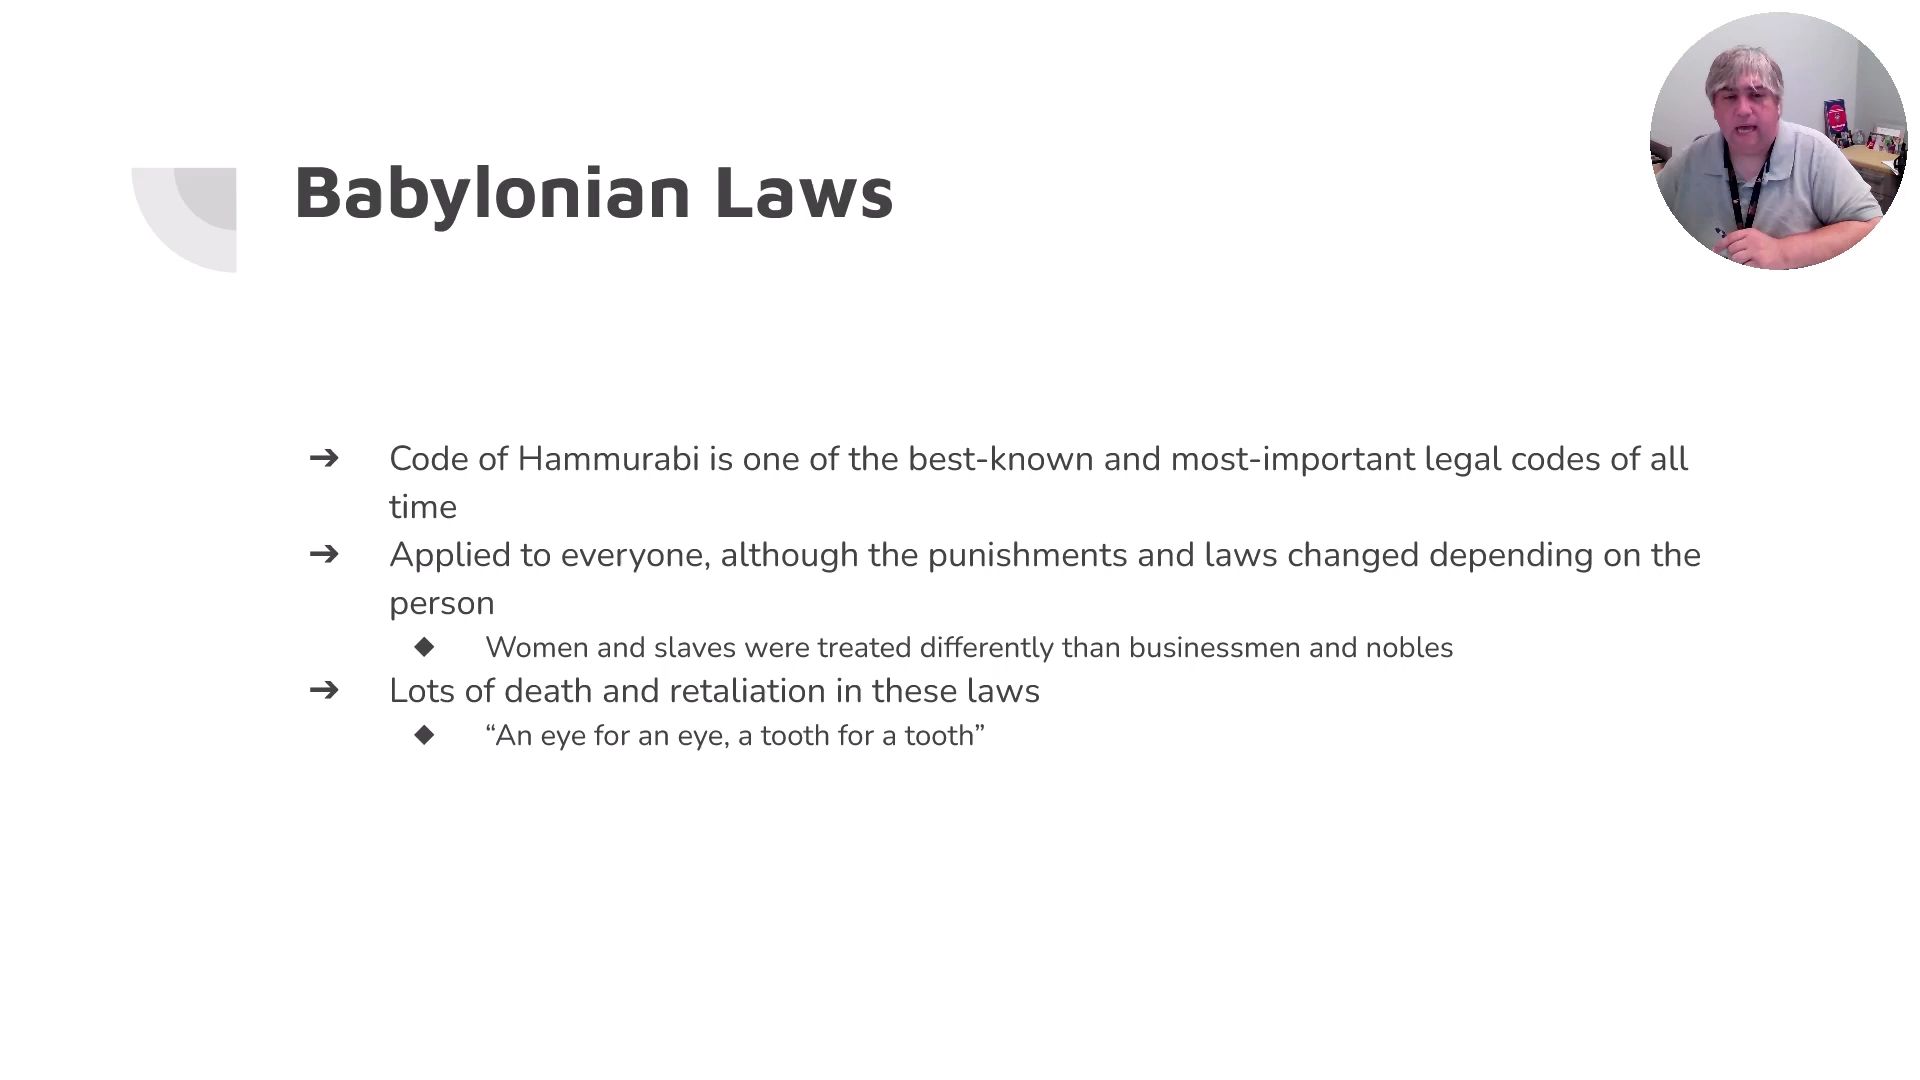 Babylonian Laws
➔ Code of Hammurabi is one of the best-known and most-important legal codes of all
time
➔ Applied to everyone, although the punishments and laws changed depending on the
person
◆ Women and slaves were treated differently than businessmen and nobles
➔ Lots of death and retaliation in these laws
◆ “An eye for an eye, a tooth for a tooth”